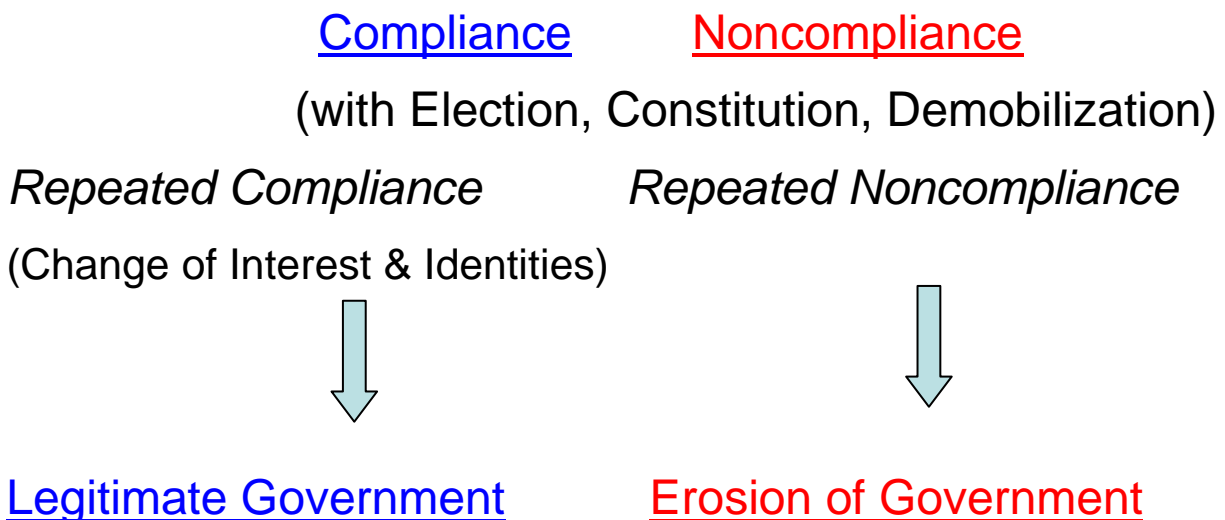 Compliance Noncompliance
(with Election, Constitution, Demobilization)
Repeated Compliance Repeated Noncompliance
(Change of Interest & Identities)
Legitimate Government Erosion of Government